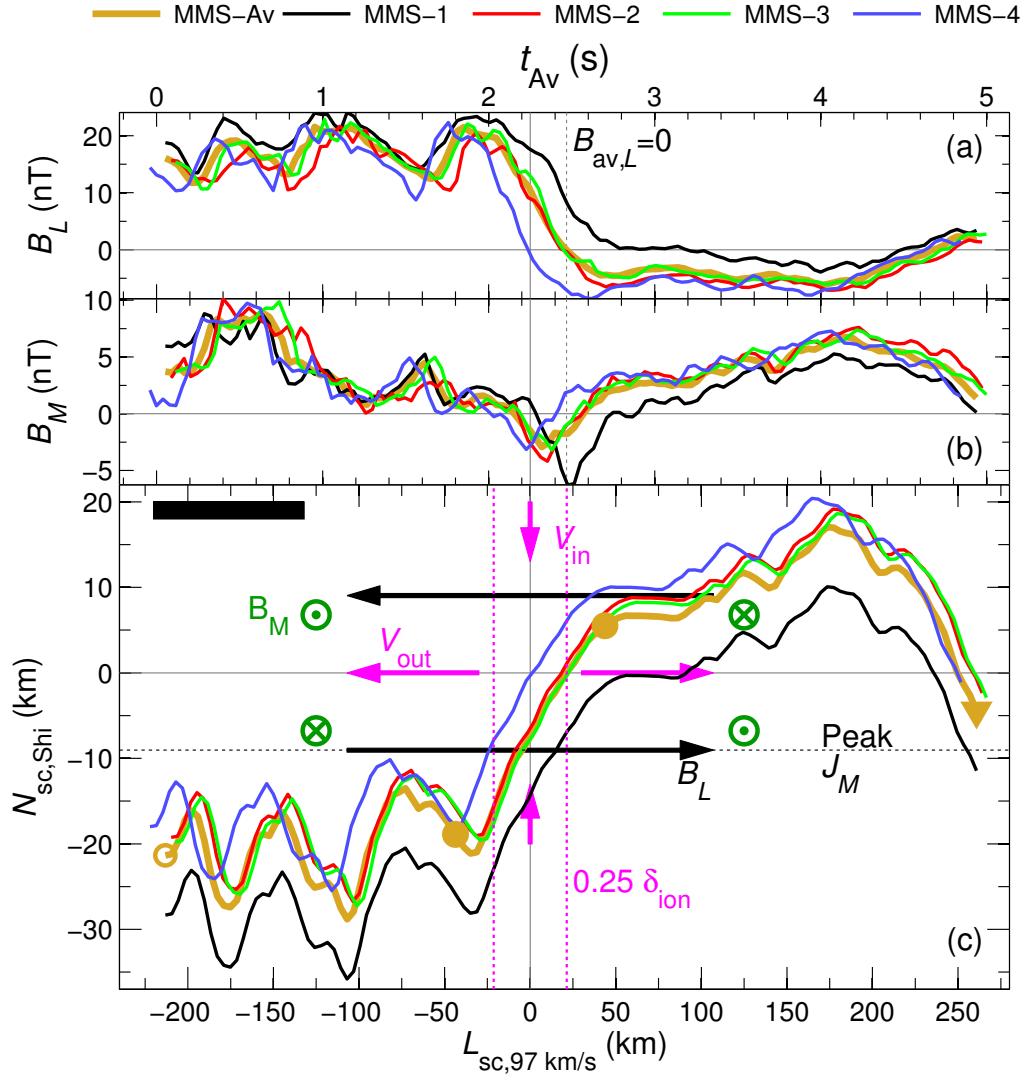 MMS−Av MMS−1 MMS−2 MMS−3 MMS−4
t_Av (s)
0 1 2 3 4 5
20
10
0
B_L (nT)
B_av,L=0
(a)
10
5
0
−5
B_M (nT)
(b)
20
10
0
−10
−20
−30
N_sc,Shi (km)
V_in
B_M
V_out
B_L
Peak
J_M
0.25 δ_ion
(c)
−200 −150 −100 −50 0 50 100 150 200 250
L_sc,97 km/s (km)